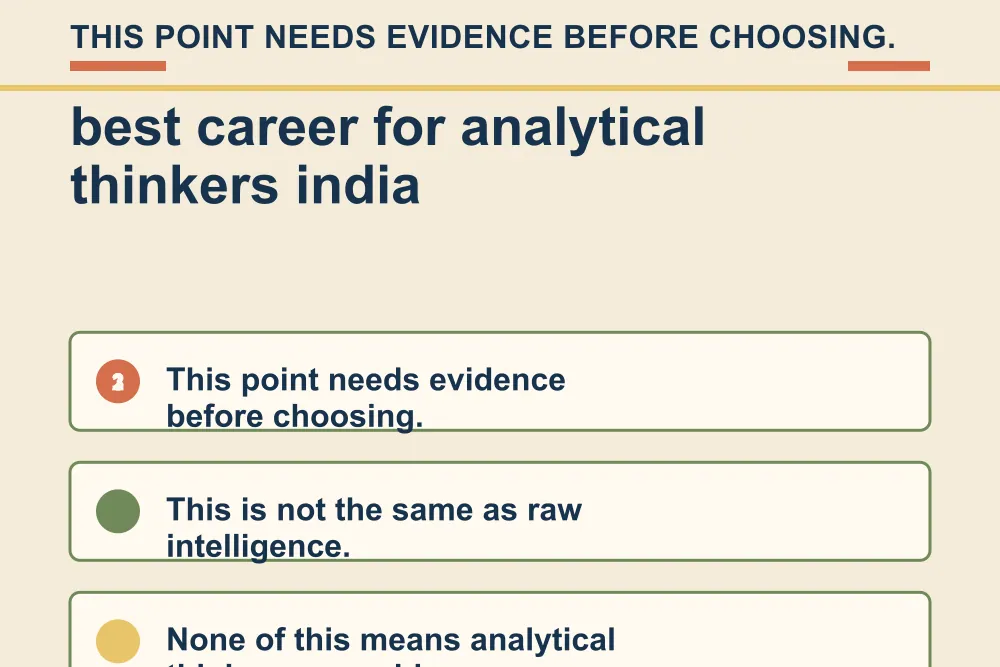 THIS POINT NEEDS EVIDENCE BEFORE CHOOSING.
best career for analytical
thinkers india
This point needs evidence
before choosing.
This is not the same as raw
intelligence.
None of this means analytical